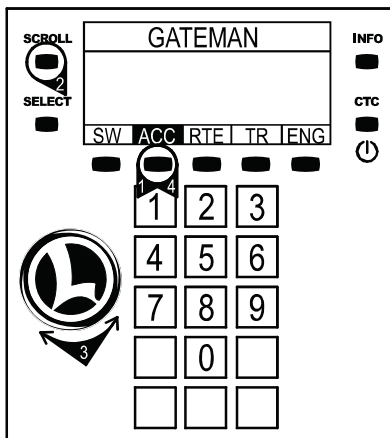 SCROLL
GATEMAN
INFO
2
SELECT
CTC
SW ACC RTE TR ENG
1 4
1 2 3
4 5 6
7 8 9
3
0